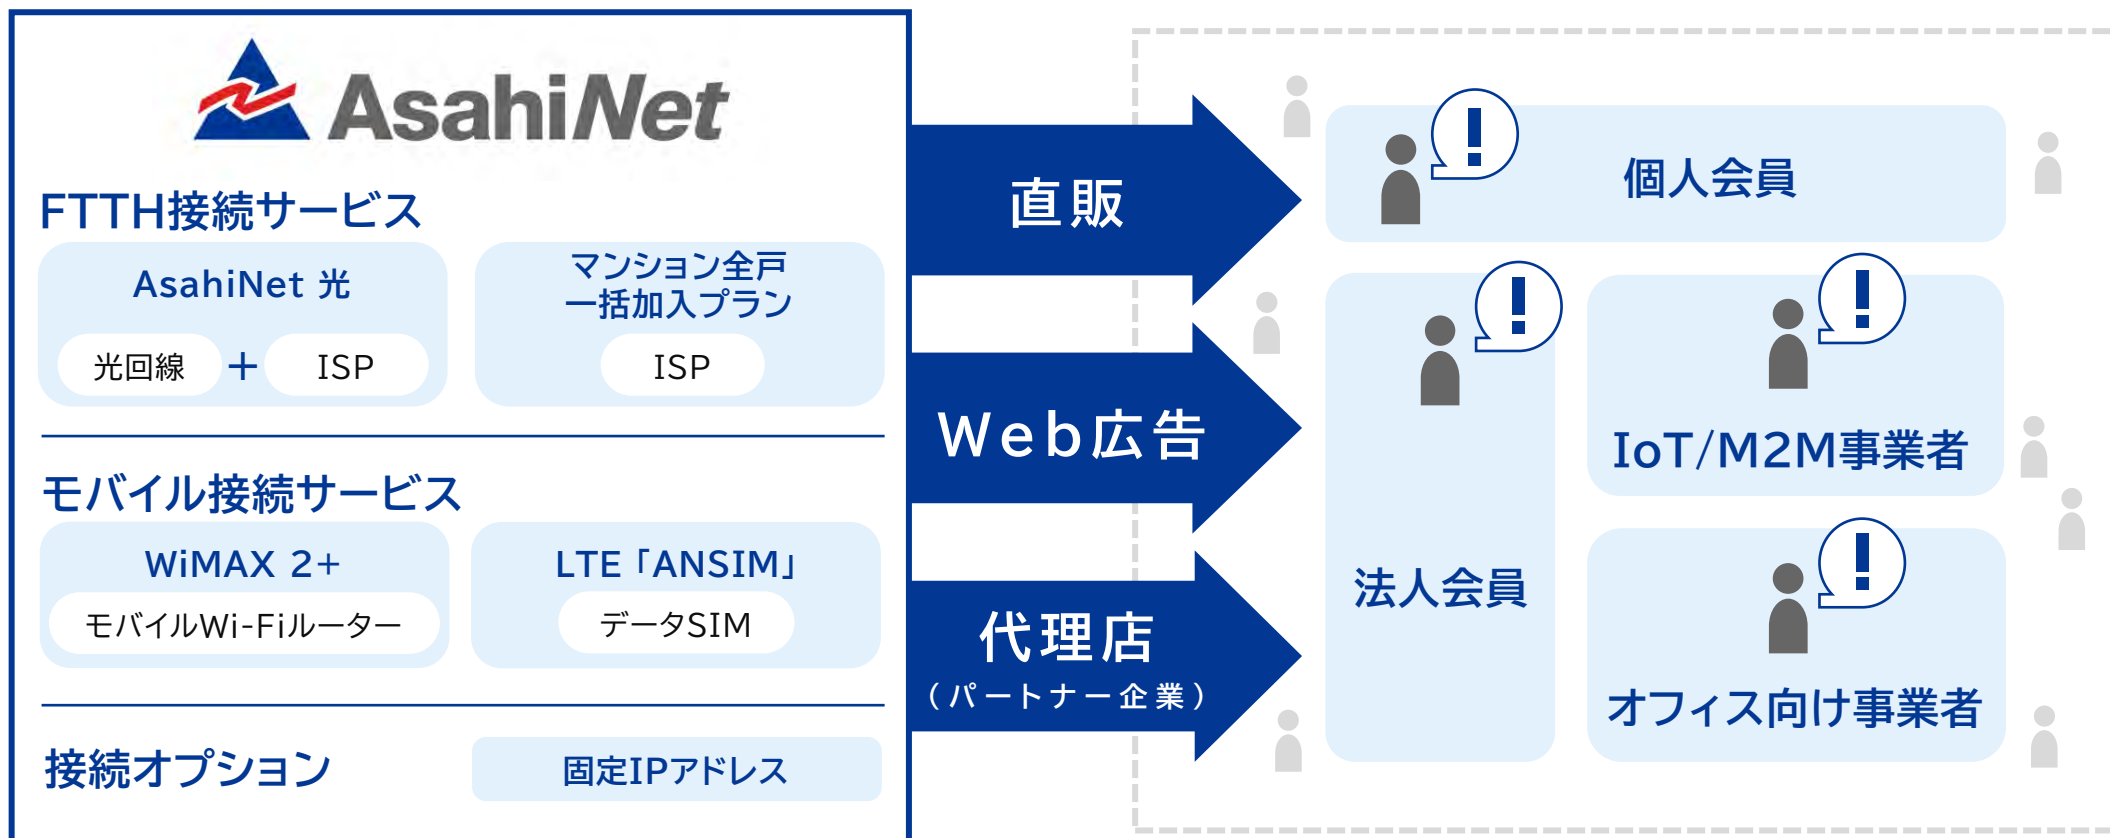 AsahiNet
FTTH接続サービス
AsahiNet 光
光回線
+
ISP
マンション全戸
一括加入プラン
ISP
モバイル接続サービス
WiMAX 2+
モバイルWi-Fiルーター
LTE「ANSIM」
データSIM
接続オプション
固定IPアドレス
直販
Web広告
代理店
(パートナー企業)
!
個人会員
!
法人会員
!
IoT/M2M事業者
!
オフィス向け事業者